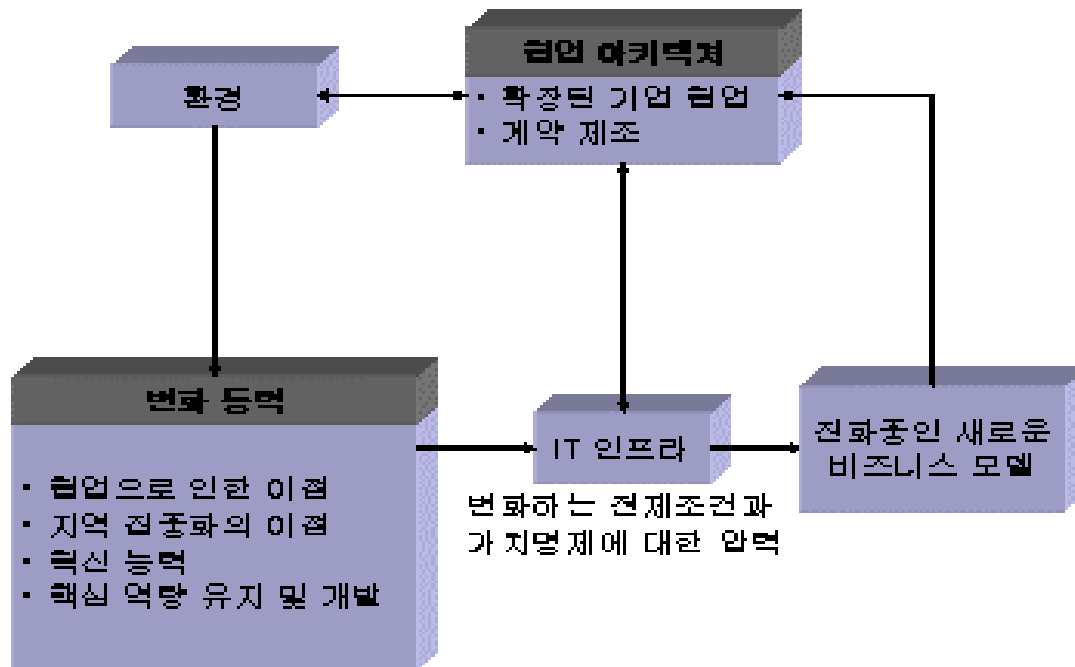 환경
협업 아키텍쳐
· 확장된 기업 협업
· 계약 제조
변화 동력
· 협업으로 인한 이점
· 지역 집중화의 이점
· 혁신 능력
· 핵심 역량 유지 및 개발
IT 인프라
변화하는 전제조건과
가치명제에 대한 압력
진화중인 새로운
비즈니스 모델